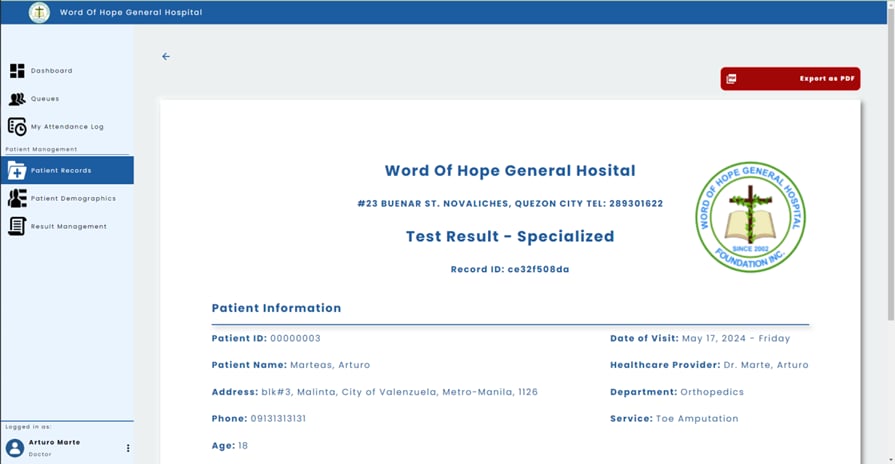 Word Of Hope General Hospital
Dashboard
Queues
My Attendance Log
Patient Management
Patient Records
Patient Demographics
Result Management
Logged in as:
Arturo Marte
Doctor
Export as PDF
Word Of Hope General Hosital
#23 BUENAR ST. NOVALICHES, QUEZON CITY TEL: 289301622
Test Result - Specialized
Record ID: ce32f508da
WORD OF HOPE GENERAL HOSPITAL
SINCE 2002
FOUNDATION INC.
Patient Information
Patient ID: 00000003
Date of Visit: May 17, 2024 - Friday
Patient Name: Marteas, Arturo
Healthcare Provider: Dr. Marte, Arturo
Address: blk#3, Malinta, City of Valenzuela, Metro-Manila, 1126
Department: Orthopedics
Phone: 09131313131
Service: Toe Amputation
Age: 18